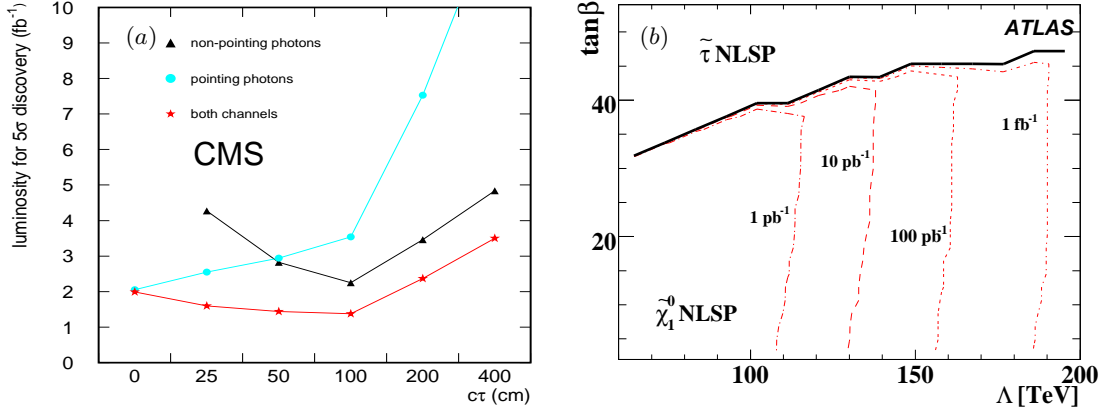 luminosity for 5σ discovery (fb⁻¹)
10
9
8
7
6
5
4
3
2
1
0
(a)
non-pointing photons
pointing photons
both channels
CMS
0 25 50 100 200 400
cτ (cm)
tanβ
40
20
(b)
ATLAS
τ̃ NLSP
1 fb⁻¹
10 pb⁻¹
1 pb⁻¹
100 pb⁻¹
χ̃₁⁰ NLSP
100 150 200
Λ [TeV]